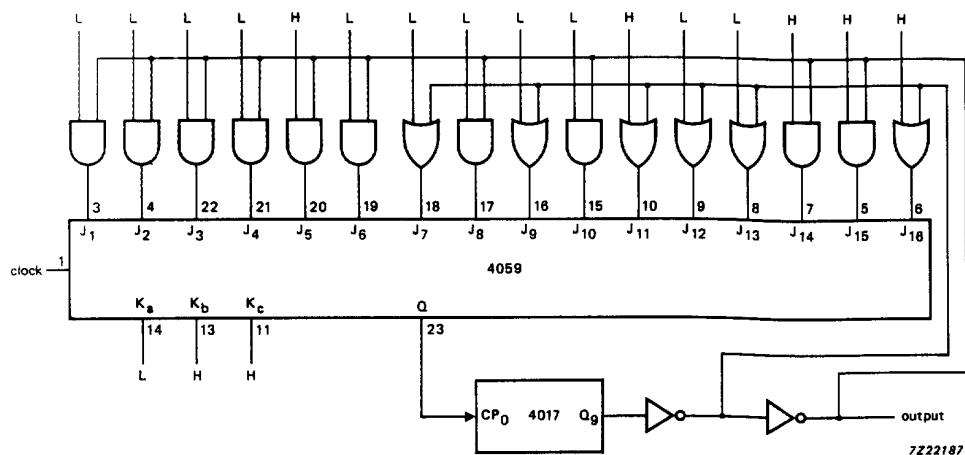 L L L L H L L L L L H L L H H H
3 4 22 21 20 19 18 17 16 15 10 9 8 7 5 6
J1 J2 J3 J4 J5 J6 J7 J8 J9 J10 J11 J12 J13 J14 J15 J16
clock 1 4059
Ka Kb Kc Q
14 13 11 23
L H H
CP0 4017 Q9 output
7Z22187